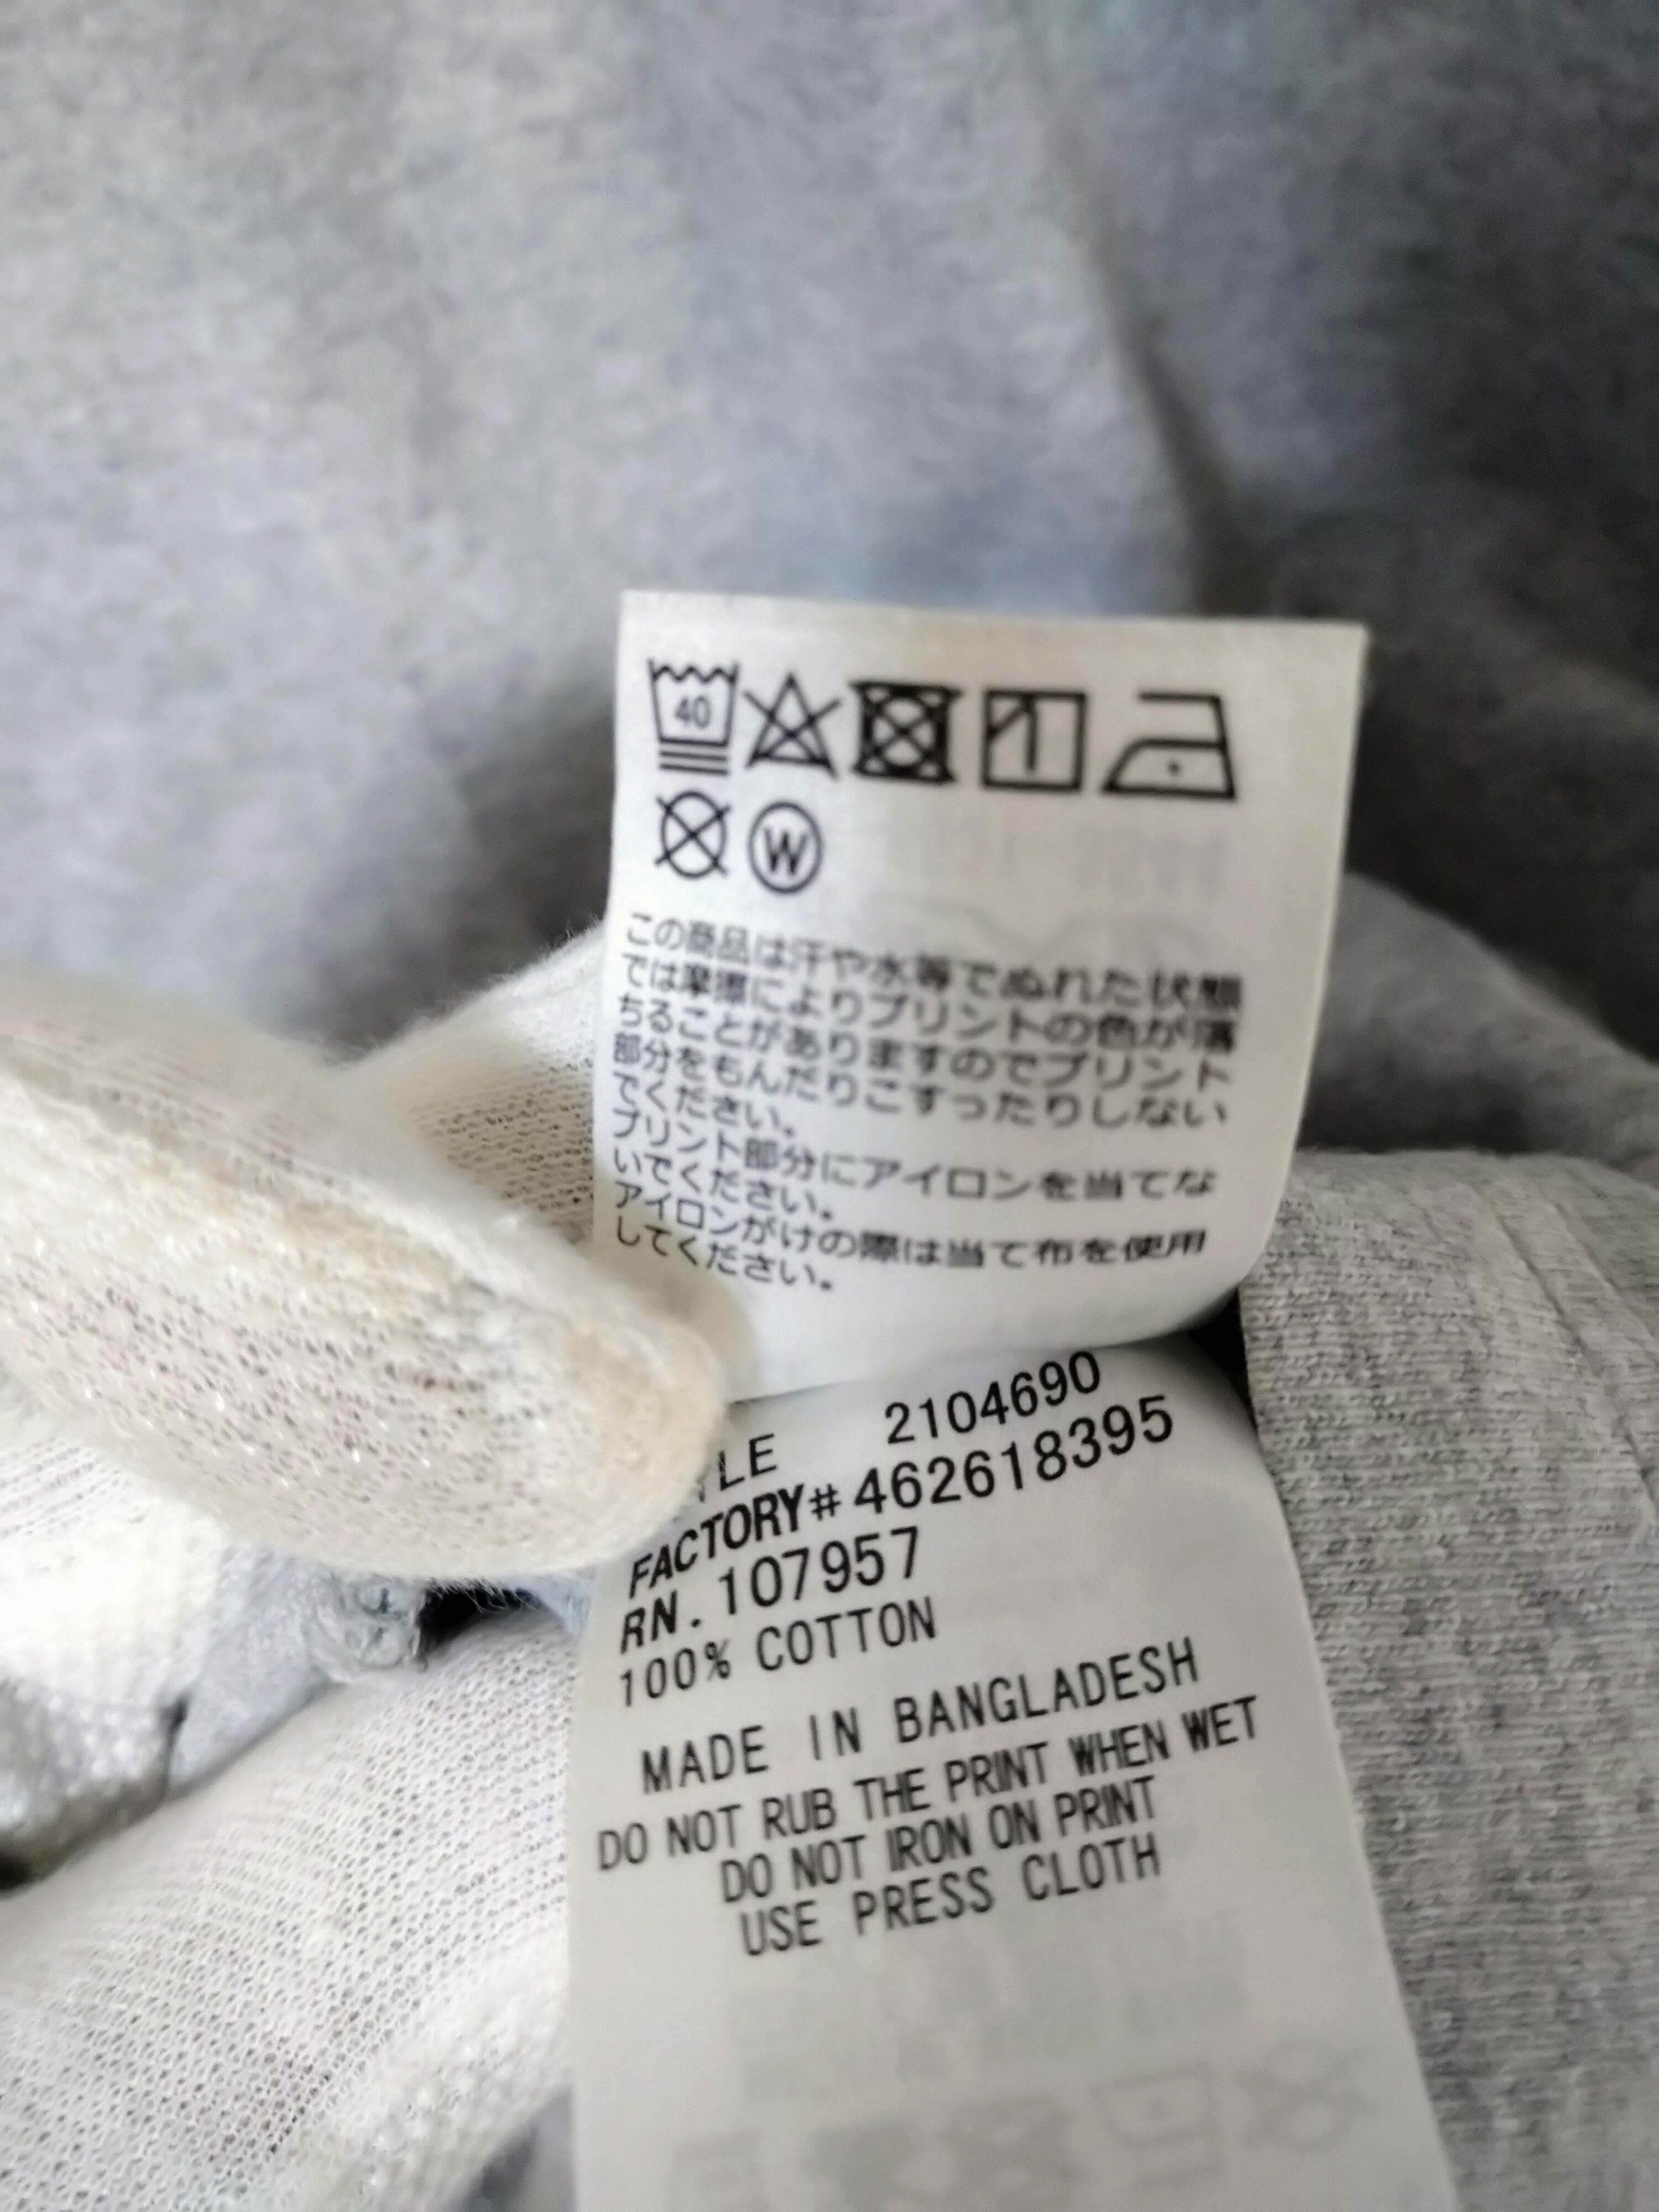 40
W
この商品は汗や水等でぬれた状態
では摩擦によりプリントの色が落
ちることがありますのでプリント
部分をもんだりこすったりしない
でください。
プリント部分にアイロンを当てな
いでください。
アイロンがけの際は当て布を使用
してください。
LE 2104690
FACTORY# 462618395
RN. 107957
100% COTTON
MADE IN BANGLADESH
DO NOT RUB THE PRINT WHEN WET
DO NOT IRON ON PRINT
USE PRESS CLOTH